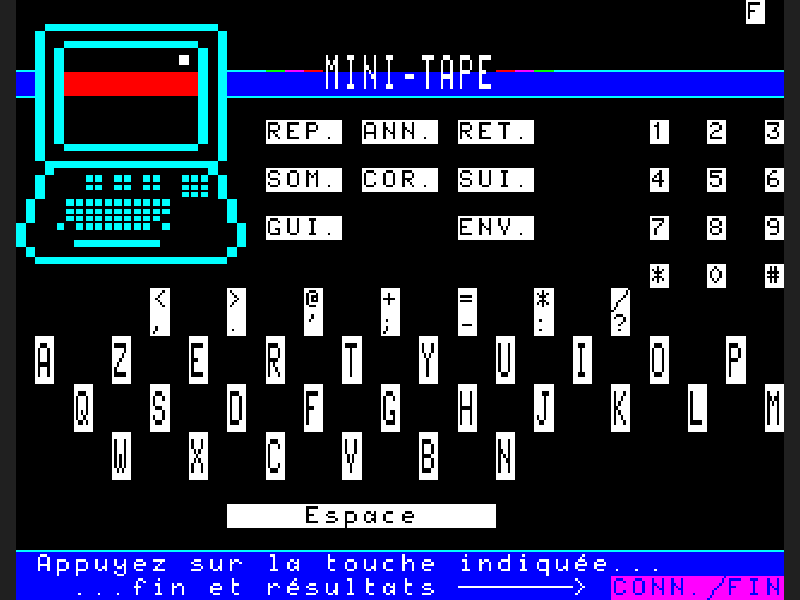 F
MINI-TAPE
REP. ANN. RET. 1 2 3
SOM. COR. SUI. 4 5 6
GUI. ENV. 7 8 9
* 0 #
< > @ + = * /
, . ' ; - : ?
A Z E R T Y U I O P
Q S D F G H J K L M
W X C V B N
Espace
Appuyez sur la touche indiquée...
...fin et résultats ———> CONN./FIN